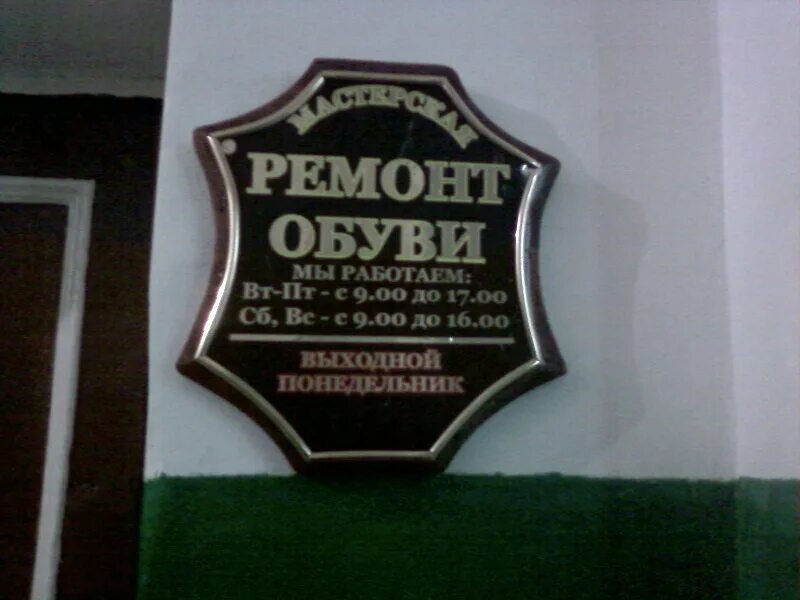 МАСТЕРСКАЯ
РЕМОНТ
ОБУВИ
МЫ РАБОТАЕМ:
Вт-Пт - с 9.00 до 17.00
Сб, Вс - с 9.00 до 16.00
ВЫХОДНОЙ
ПОНЕДЕЛЬНИК